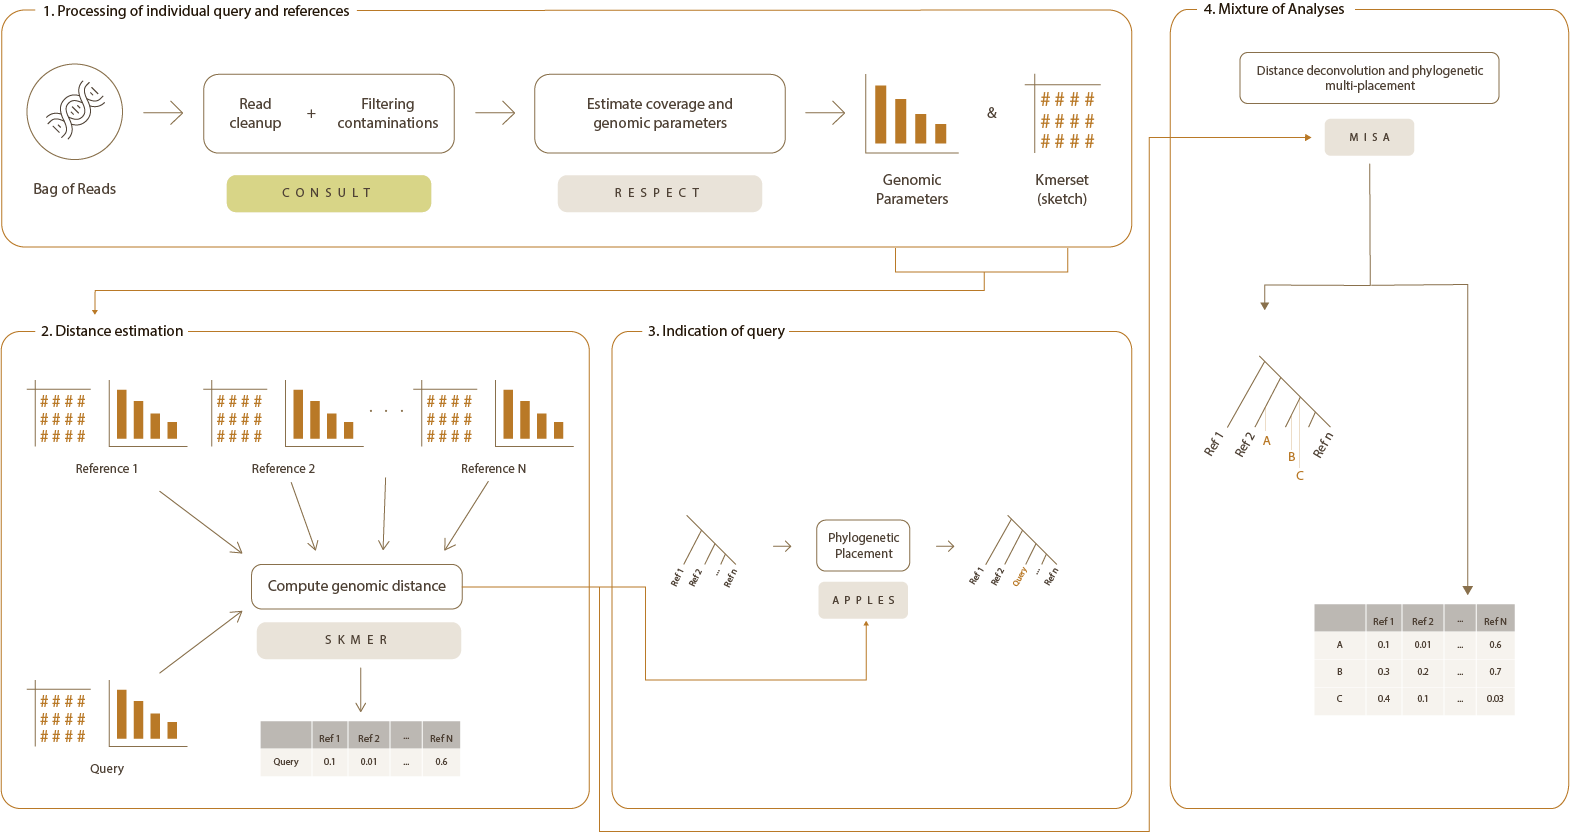 1. Processing of individual query and references
Bag of Reads
Read
cleanup
+
Filtering
contaminations
CONSULT
Estimate coverage and
genomic parameters
RESPECT
Genomic
Parameters
&
# # # #
# # # #
# # # #
Kmerset
(sketch)
2. Distance estimation
# # # #
# # # #
# # # #
Reference 1
# # # #
# # # #
# # # #
Reference 2
. . .
# # # #
# # # #
# # # #
Reference N
Compute genomic distance
SKMER
# # # #
# # # #
# # # #
Query
Ref 1 Ref 2 ... Ref N
Query 0.1 0.01 ... 0.6
3. Indication of query
Ref 1
Ref 2
...
Ref n
Phylogenetic
Placement
APPLES
Ref 1
Ref 2
Query
...
Ref n
4. Mixture of Analyses
Distance deconvolution and phylogenetic
multi-placement
MISA
Ref 1
Ref 2
A
B
C
Ref n
Ref 1 Ref 2 ... Ref N
A 0.1 0.01 ... 0.6
B 0.3 0.2 ... 0.7
C 0.4 0.1 ... 0.03